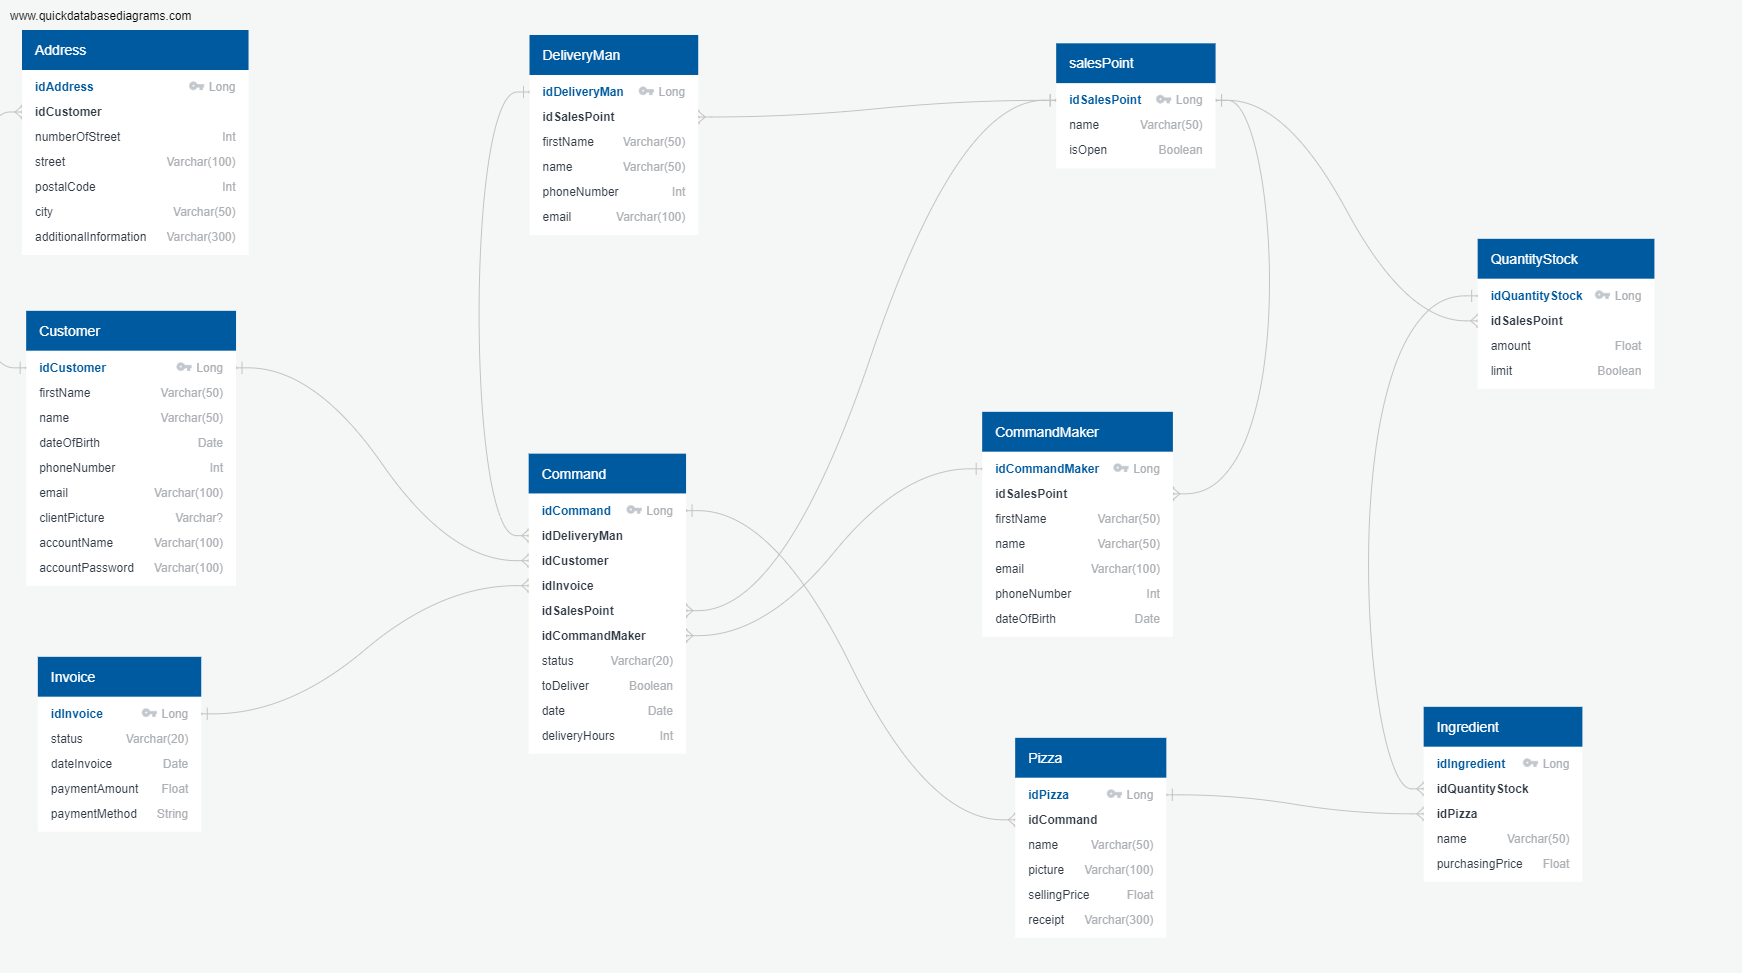 www.quickdatabasediagrams.com
Address
idAddress Long
idCustomer
numberOfStreet Int
street Varchar(100)
postalCode Int
city Varchar(50)
additionalInformation Varchar(300)
Customer
idCustomer Long
firstName Varchar(50)
name Varchar(50)
dateOfBirth Date
phoneNumber Int
email Varchar(100)
clientPicture Varchar?
accountName Varchar(100)
accountPassword Varchar(100)
Invoice
idInvoice Long
status Varchar(20)
dateInvoice Date
paymentAmount Float
paymentMethod String
DeliveryMan
idDeliveryMan Long
idSalesPoint
firstName Varchar(50)
name Varchar(50)
phoneNumber Int
email Varchar(100)
Command
idCommand Long
idDeliveryMan
idCustomer
idInvoice
idSalesPoint
idCommandMaker
status Varchar(20)
toDeliver Boolean
date Date
deliveryHours Int
salesPoint
idSalesPoint Long
name Varchar(50)
isOpen Boolean
CommandMaker
idCommandMaker Long
idSalesPoint
firstName Varchar(50)
name Varchar(50)
email Varchar(100)
phoneNumber Int
dateOfBirth Date
Pizza
idPizza Long
idCommand
name Varchar(50)
picture Varchar(100)
sellingPrice Float
receipt Varchar(300)
QuantityStock
idQuantityStock Long
idSalesPoint
amount Float
limit Boolean
Ingredient
idIngredient Long
idQuantityStock
idPizza
name Varchar(50)
purchasingPrice Float